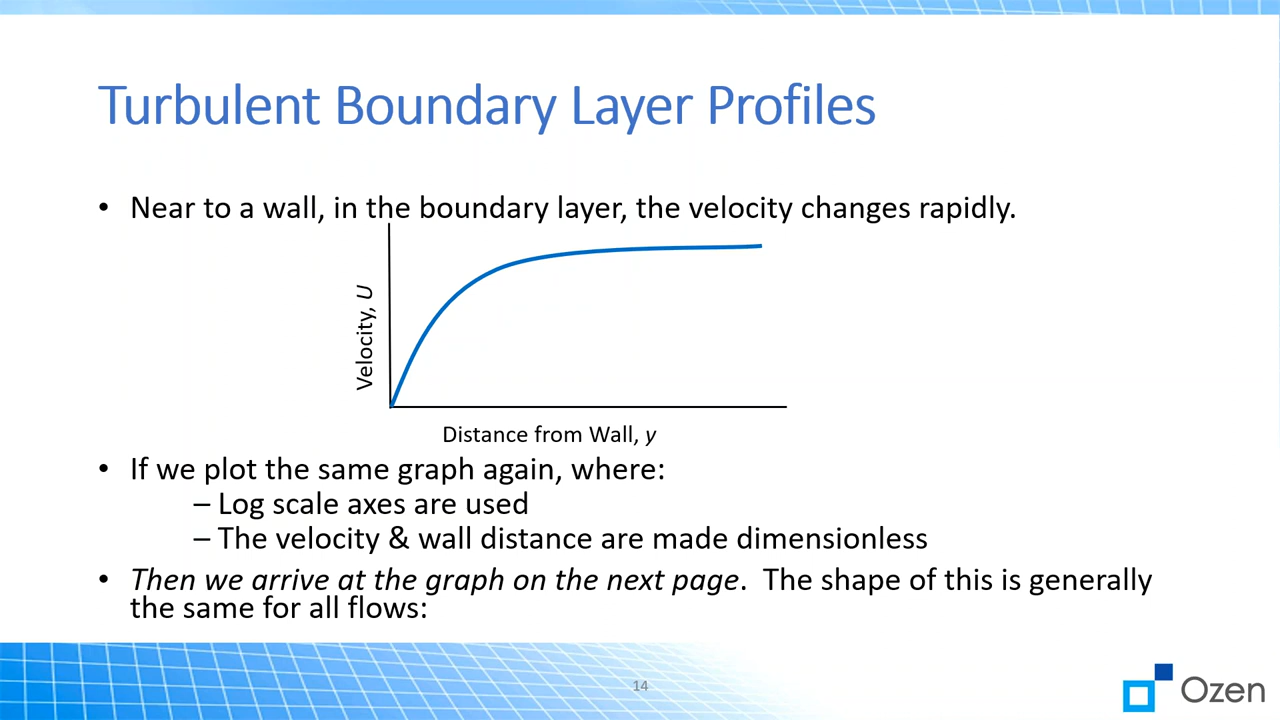 Turbulent Boundary Layer Profiles
• Near to a wall, in the boundary layer, the velocity changes rapidly.
Velocity, U
Distance from Wall, y
• If we plot the same graph again, where:
– Log scale axes are used
– The velocity & wall distance are made dimensionless
• Then we arrive at the graph on the next page. The shape of this is generally
the same for all flows:
14
Ozen